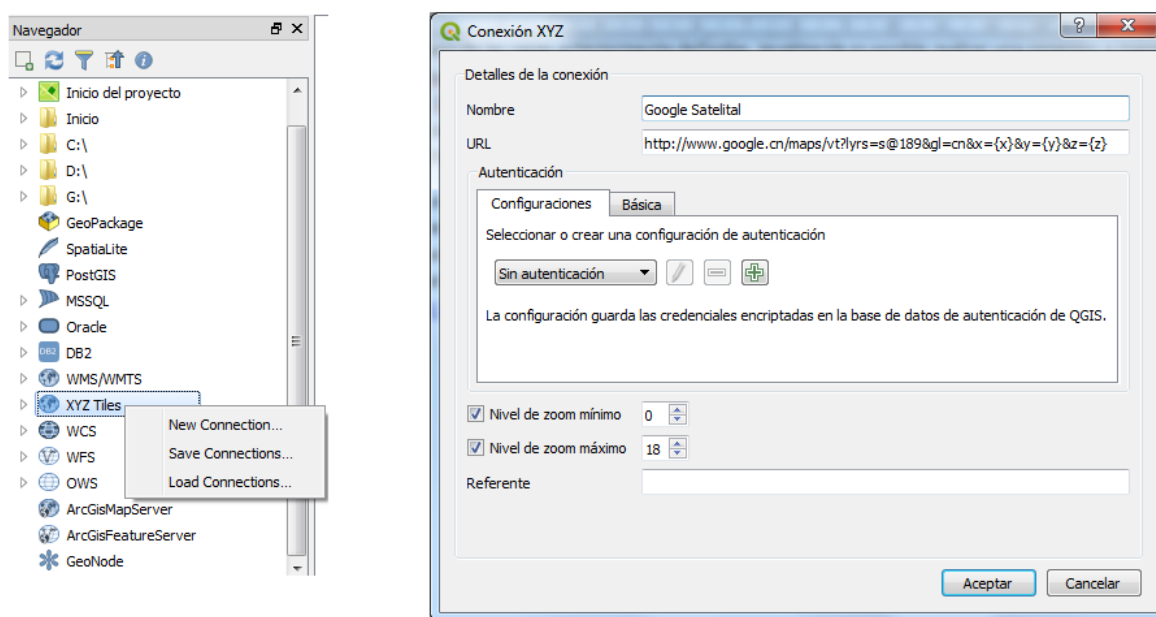 Navegador
Inicio del proyecto
Inicio
C:\
D:\
G:\
GeoPackage
SpatiaLite
PostGIS
MSSQL
Oracle
DB2
DB2
WMS/WMTS
XYZ Tiles
WCS
WFS
OWS
ArcGisMapServer
ArcGisFeatureServer
GeoNode
New Connection...
Save Connections...
Load Connections...
Conexión XYZ
Detalles de la conexión
Nombre
Google Satelital
URL
http://www.google.cn/maps/vt?lyrs=s@189&gl=cn&x={x}&y={y}&z={z}
Autenticación
Configuraciones
Básica
Seleccionar o crear una configuración de autenticación
Sin autenticación
La configuración guarda las credenciales encriptadas en la base de datos de autenticación de QGIS.
Nivel de zoom mínimo
0
Nivel de zoom máximo
18
Referente
Aceptar
Cancelar